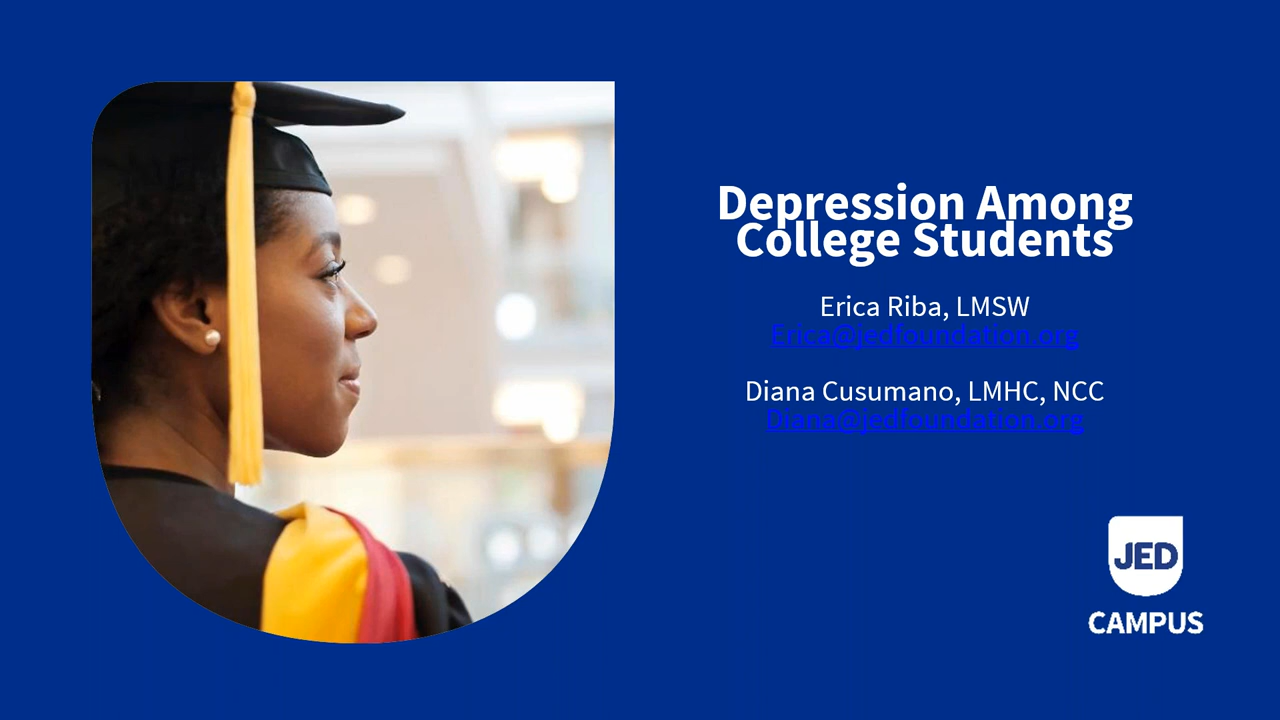 Depression Among
College Students
Erica Riba, LMSW
Erica@jedfoundation.org
Diana Cusumano, LMHC, NCC
Diana@jedfoundation.org
JED
CAMPUS